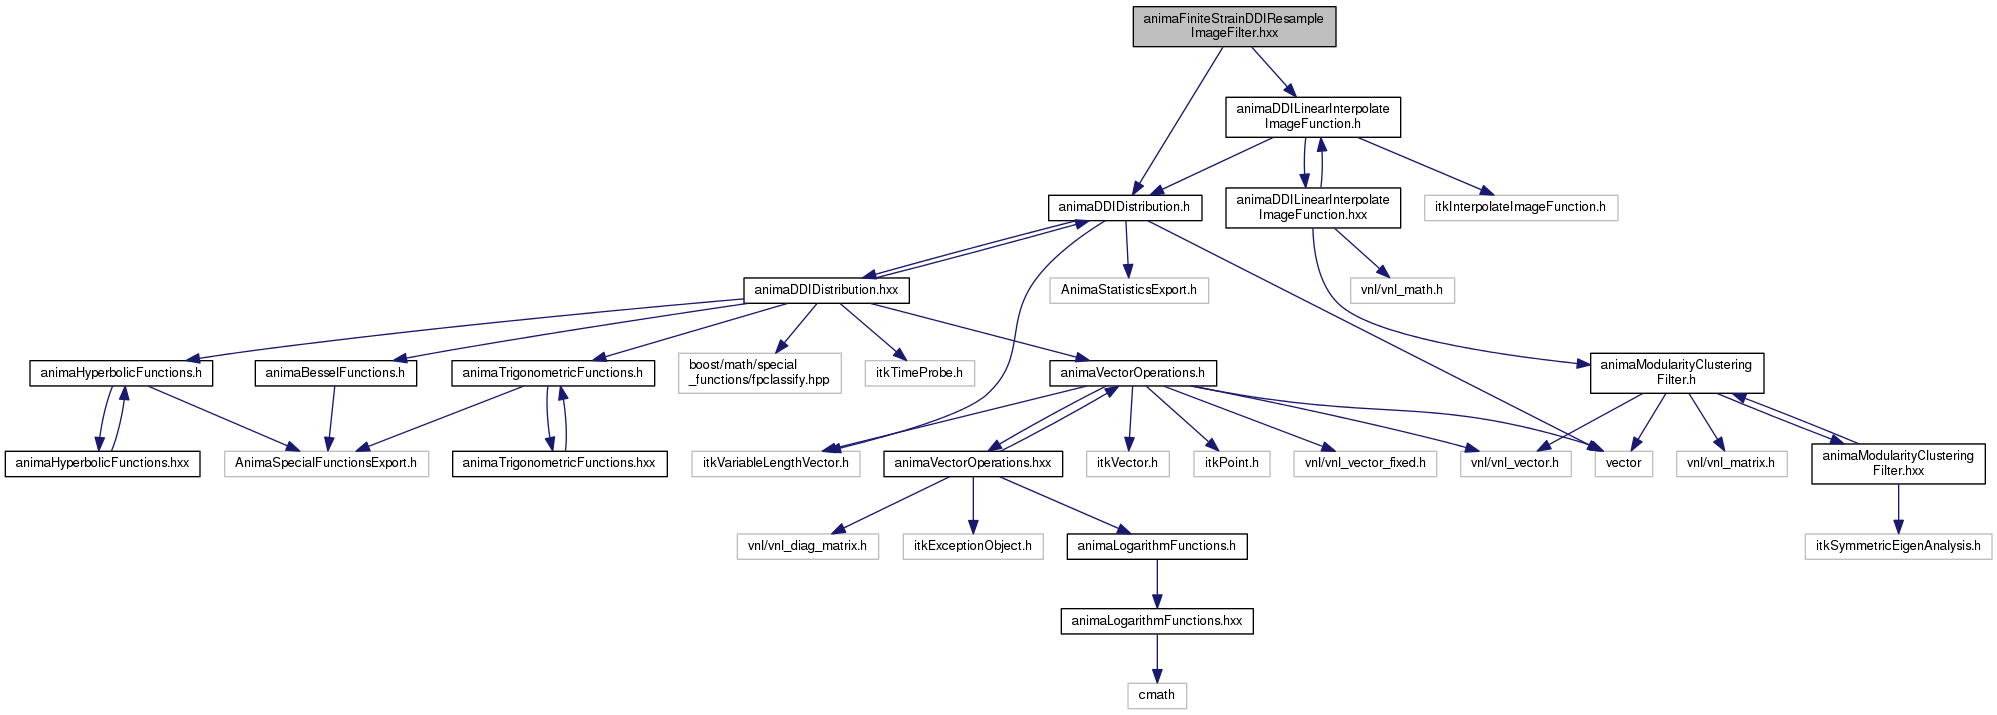 animaFiniteStrainDDIResample
ImageFilter.hxx
animaDDILinearInterpolate
ImageFunction.h
animaDDIDistribution.h
animaDDILinearInterpolate
ImageFunction.hxx
itkInterpolateImageFunction.h
animaDDIDistribution.hxx
AnimaStatisticsExport.h
vnl/vnl_math.h
animaHyperbolicFunctions.h
animaBesselFunctions.h
animaTrigonometricFunctions.h
boost/math/special
_functions/fpclassify.hpp
itkTimeProbe.h
animaVectorOperations.h
animaModularityClustering
Filter.h
animaHyperbolicFunctions.hxx
AnimaSpecialFunctionsExport.h
animaTrigonometricFunctions.hxx
itkVariableLengthVector.h
animaVectorOperations.hxx
itkVector.h
itkPoint.h
vnl/vnl_vector_fixed.h
vnl/vnl_vector.h
vector
vnl/vnl_matrix.h
animaModularityClustering
Filter.hxx
vnl/vnl_diag_matrix.h
itkExceptionObject.h
animaLogarithmFunctions.h
itkSymmetricEigenAnalysis.h
animaLogarithmFunctions.hxx
cmath